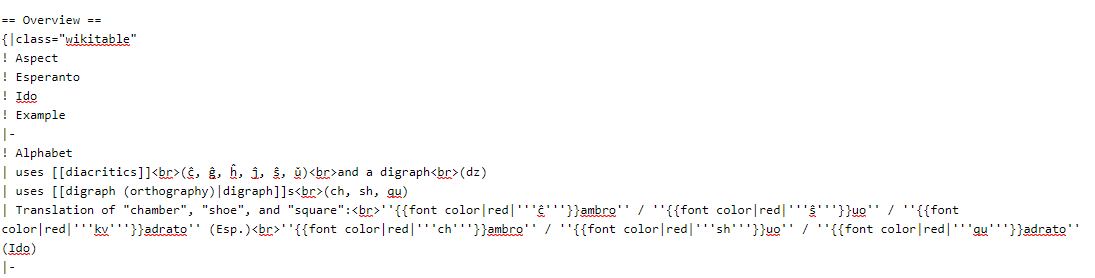 == Overview ==
{|class="wikitable"
! Aspect
! Esperanto
! Ido
! Example
|-
! Alphabet
| uses [[diacritics]]<br>(ĉ, ĝ, ĥ, ĵ, ŝ, ŭ)<br>and a digraph<br>(dz)
| uses [[digraph (orthography)|digraph]]s<br>(ch, sh, qu)
| Translation of "chamber", "shoe", and "square":<br>''{{font color|red|'''ĉ'''}}ambro'' / ''{{font color|red|'''ŝ'''}}uo'' / ''{{font
color|red|'''kv'''}}adrato'' (Esp.)<br>''{{font color|red|'''ch'''}}ambro'' / ''{{font color|red|'''sh'''}}uo'' / ''{{font color|red|'''qu'''}}adrato''
(Ido)
|-